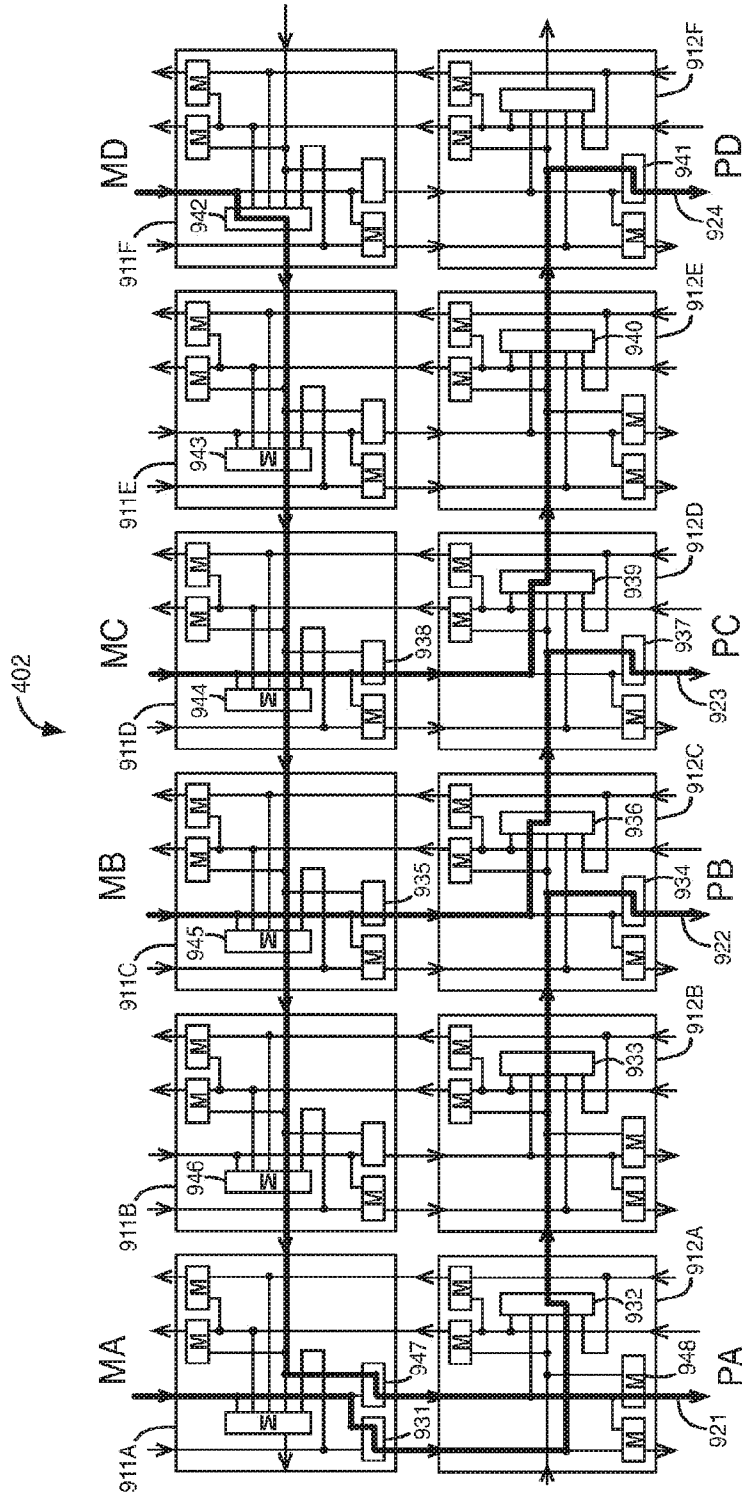 402
MA
MB
MC
MD
911A
911B
911C
911D
911E
911F
M M
M M
M M
M M
M M
M M
M
946
M
945
M
944
M
943
M
942
931
947
M
M
935
M
938
M
M
M M
M M
M M
M M
M M
M M
932
933
936
939
940
M
M
948
M
M
M
934
M
937
M
M
M
941
912A
912B
912C
912D
912E
912F
921
922
923
924
PA
PB
PC
PD